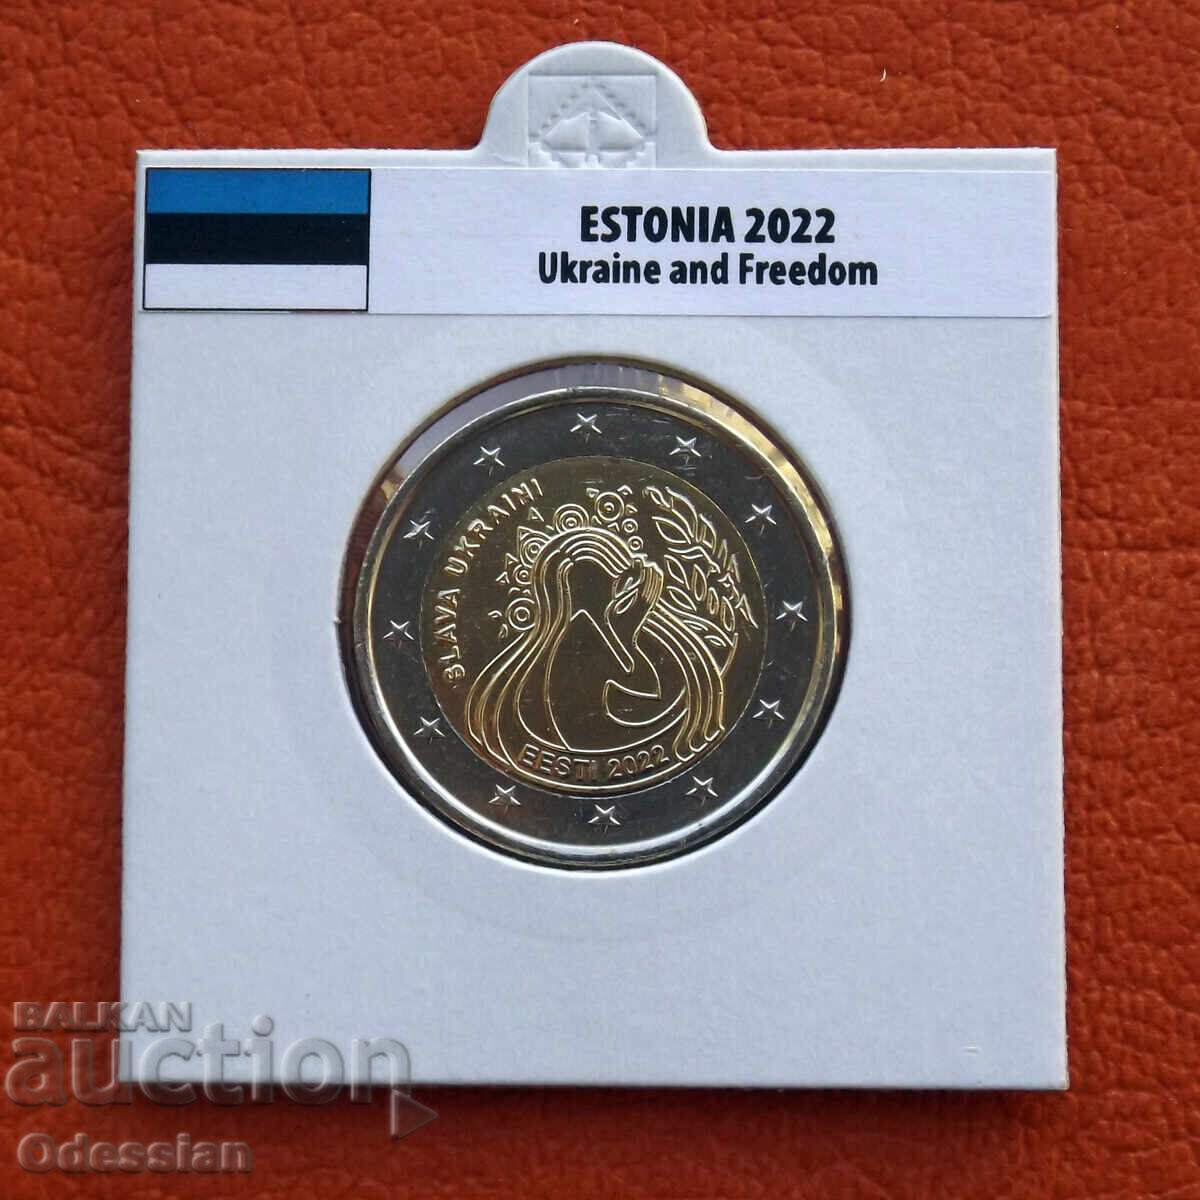 ESTONIA 2022
Ukraine and Freedom
SLAVA UKRAINI
EESTI 2022
BALKAN
auction
Odessian